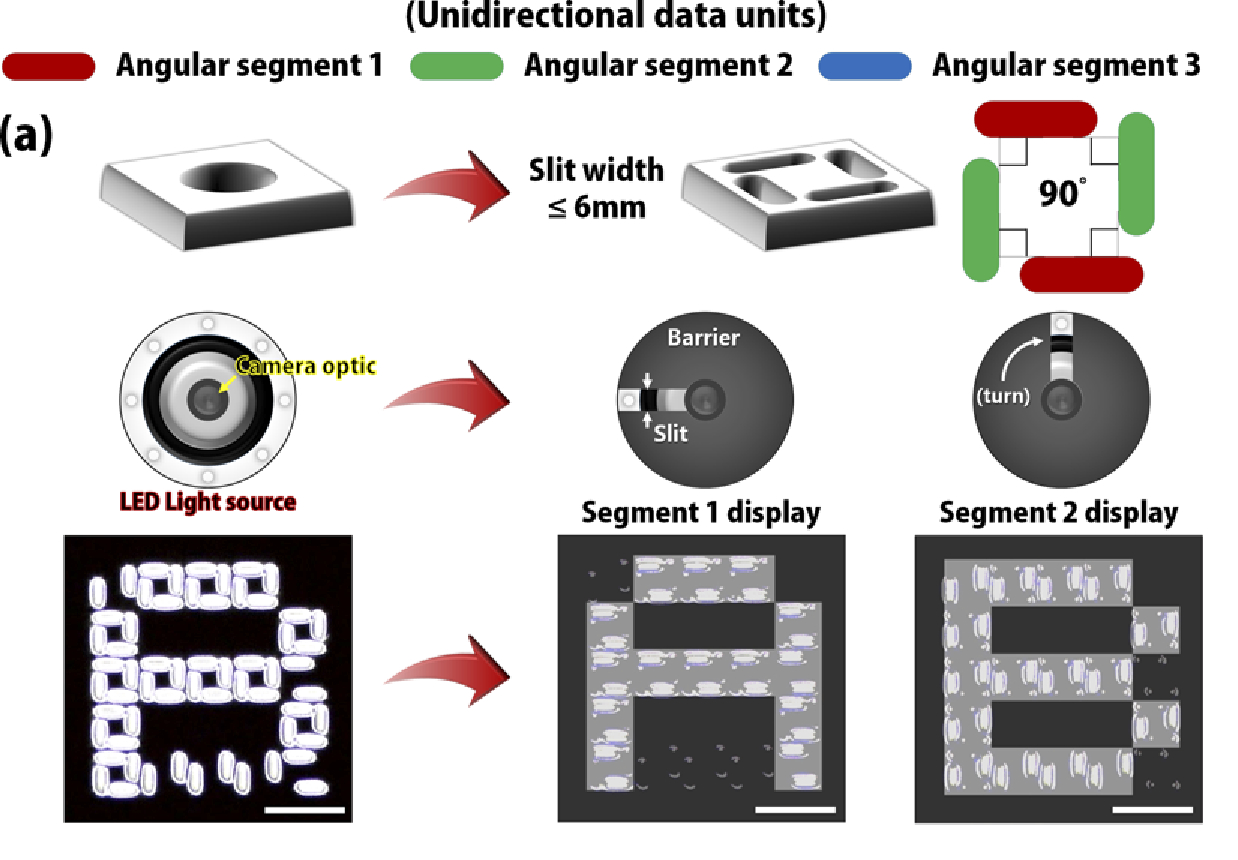 (Unidirectional data units)
Angular segment 1 Angular segment 2 Angular segment 3
(a)
Slit width
≤ 6mm
90°
Camera optic
LED Light source
Barrier
Slit
(turn)
Segment 1 display
Segment 2 display